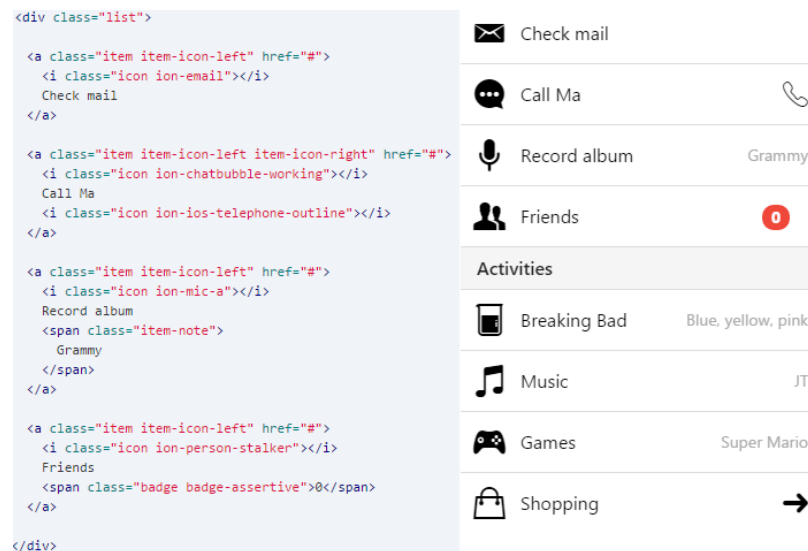 <div class="list">
<a class="item item-icon-left" href="#">
<i class="icon ion-email"></i>
Check mail
</a>
<a class="item item-icon-left item-icon-right" href="#">
<i class="icon ion-chatbubble-working"></i>
Call Ma
<i class="icon ion-ios-telephone-outline"></i>
</a>
<a class="item item-icon-left" href="#">
<i class="icon ion-mic-a"></i>
Record album
<span class="item-note">
Grammy
</span>
</a>
<a class="item item-icon-left" href="#">
<i class="icon ion-person-stalker"></i>
Friends
<span class="badge badge-assertive">0</span>
</a>
</div>
Check mail
Call Ma
Record album Grammy
Friends 0
Activities
Breaking Bad Blue, yellow, pink
Music JT
Games Super Mario
Shopping